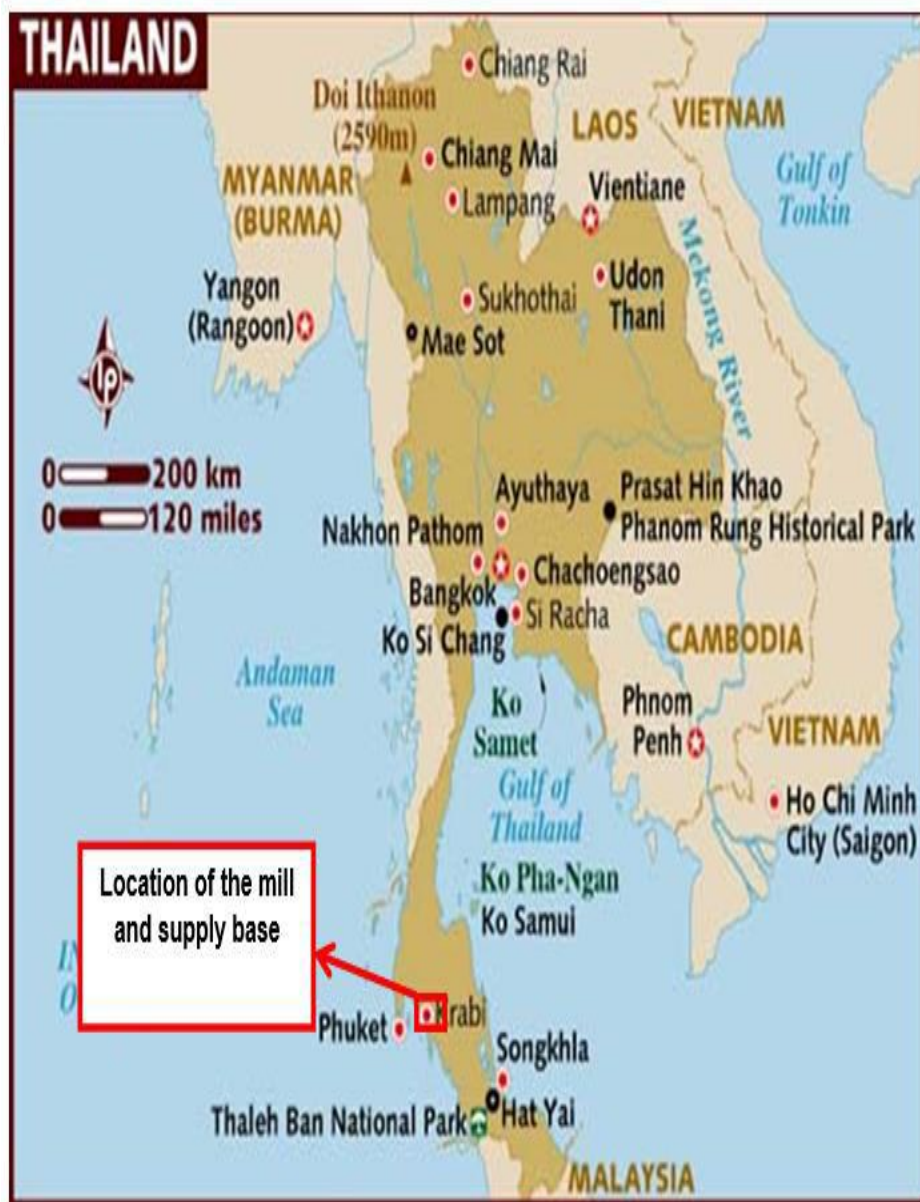 THAILAND
Chiang Rai
Doi Ithanon
(2590m)
LAOS
VIETNAM
Chiang Mai
Gulf of
Tonkin
MYANMAR
(BURMA)
Lampang
Vientiane
Mekong River
Yangon
(Rangoon)
Sukhothai
Udon
Thani
Mae Sot
LP
0 200 km
0 120 miles
Ayuthaya
Prasat Hin Khao
Phanom Rung Historical Park
Nakhon Pathom
Bangkok
Chachoengsao
Ko Si Chang
Si Racha
CAMBODIA
Andaman
Sea
Ko
Samet
Phnom
Penh
VIETNAM
Gulf of
Thailand
Ho Chi Minh
City (Saigon)
Location of the mill
and supply base
Ko Pha-Ngan
Ko Samui
Krabi
Phuket
Songkhla
Thaleh Ban National Park
Hat Yai
MALAYSIA